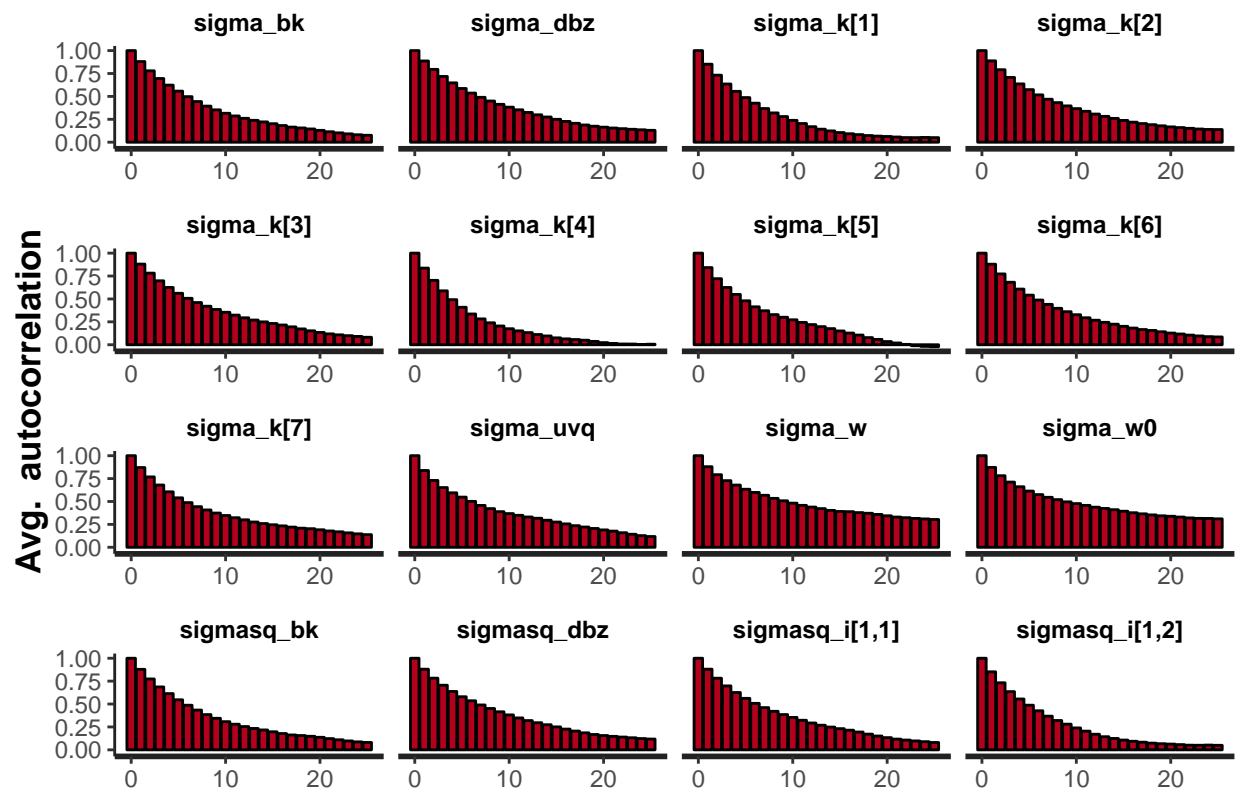 sigma_bk sigma_dbz sigma_k[1] sigma_k[2]
1.00
0.75
0.50
0.25
0.00
0 10 20 0 10 20 0 10 20 0 10 20
sigma_k[3] sigma_k[4] sigma_k[5] sigma_k[6]
1.00
0.75
0.50
0.25
0.00
0 10 20 0 10 20 0 10 20 0 10 20
Avg. autocorrelation
sigma_k[7] sigma_uvq sigma_w sigma_w0
1.00
0.75
0.50
0.25
0.00
0 10 20 0 10 20 0 10 20 0 10 20
sigmasq_bk sigmasq_dbz sigmasq_i[1,1] sigmasq_i[1,2]
1.00
0.75
0.50
0.25
0.00
0 10 20 0 10 20 0 10 20 0 10 20